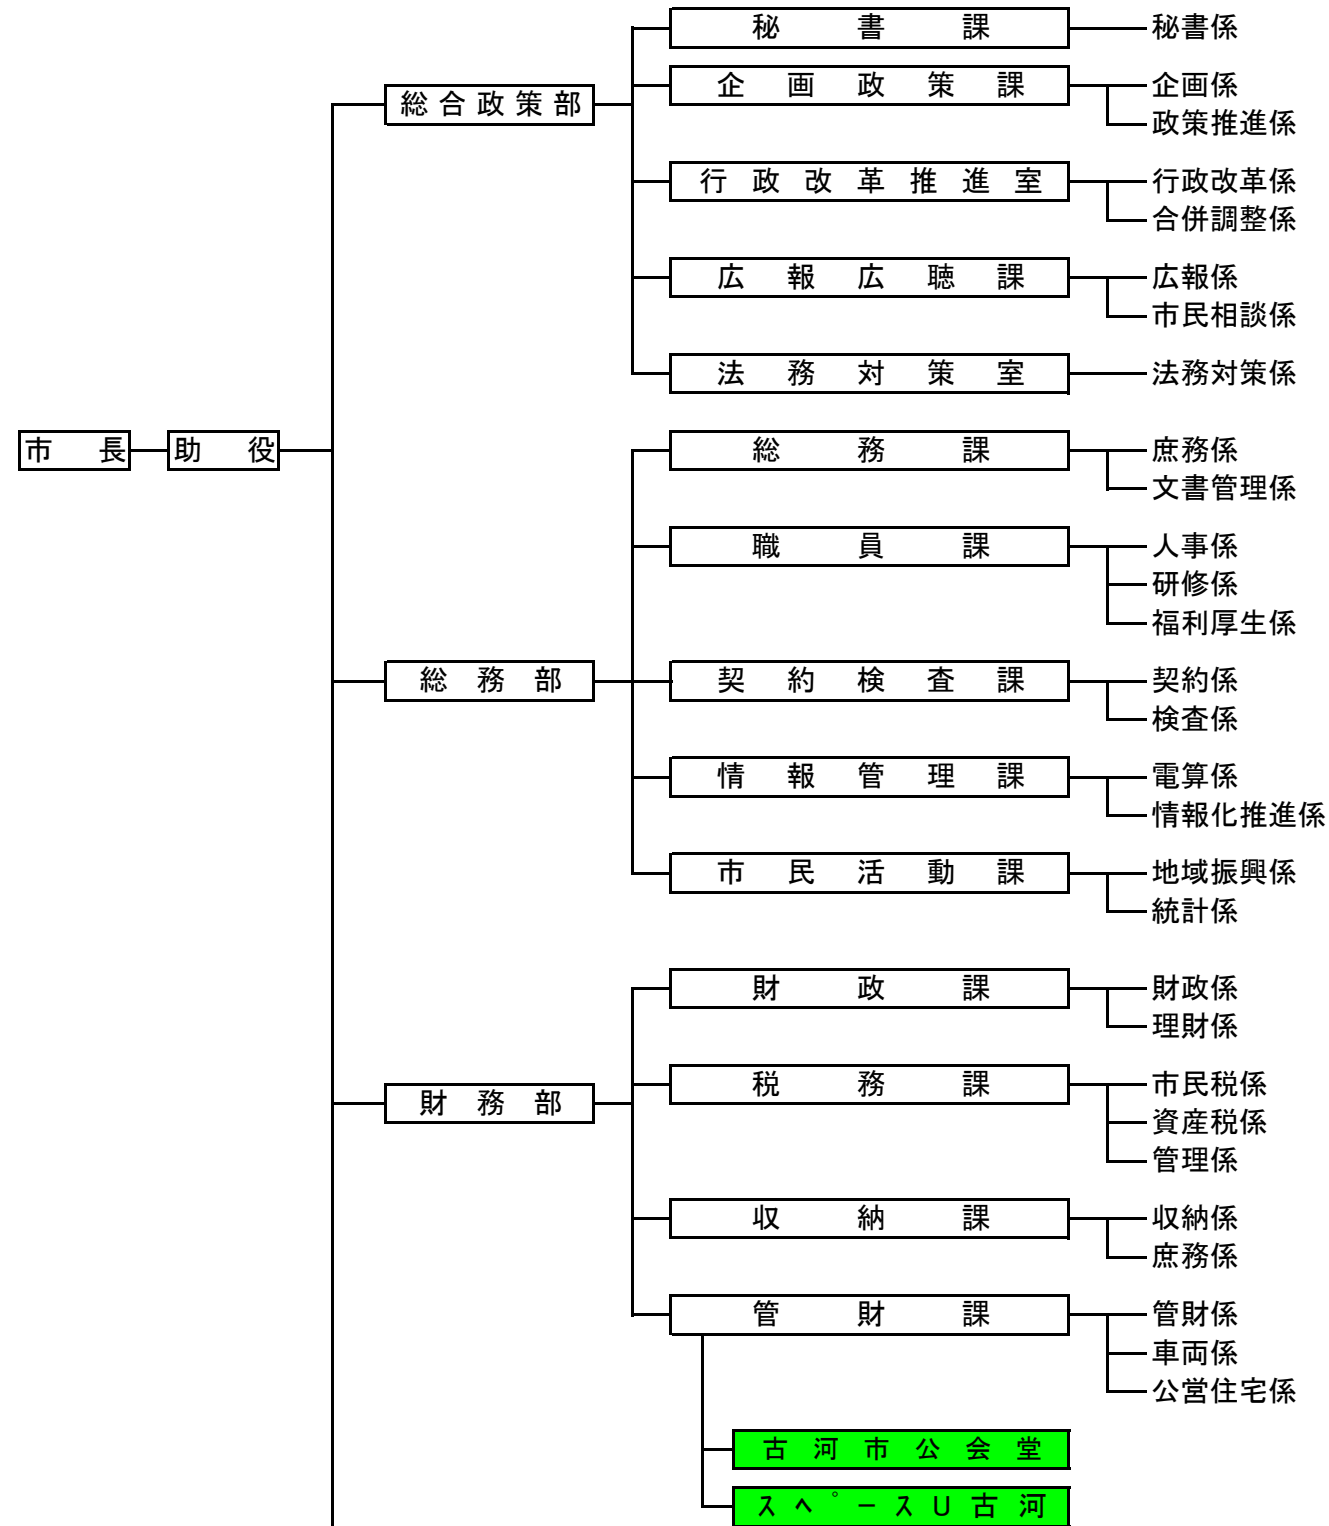 秘書課 秘書係
企画政策課 企画係
総合政策部
政策推進係
行政改革推進室 行政改革係
合併調整係
広報広聴課 広報係
市民相談係
法務対策室 法務対策係
市長 助役 総務課 庶務係
文書管理係
職員課 人事係
研修係
福利厚生係
総務部 契約検査課 契約係
検査係
情報管理課 電算係
情報化推進係
市民活動課 地域振興係
統計係
財政課 財政係
理財係
税務課 市民税係
財務部
資産税係
管理係
収納課 収納係
庶務係
管財課 管財係
車両係
公営住宅係
古河市公会堂
スペースU古河